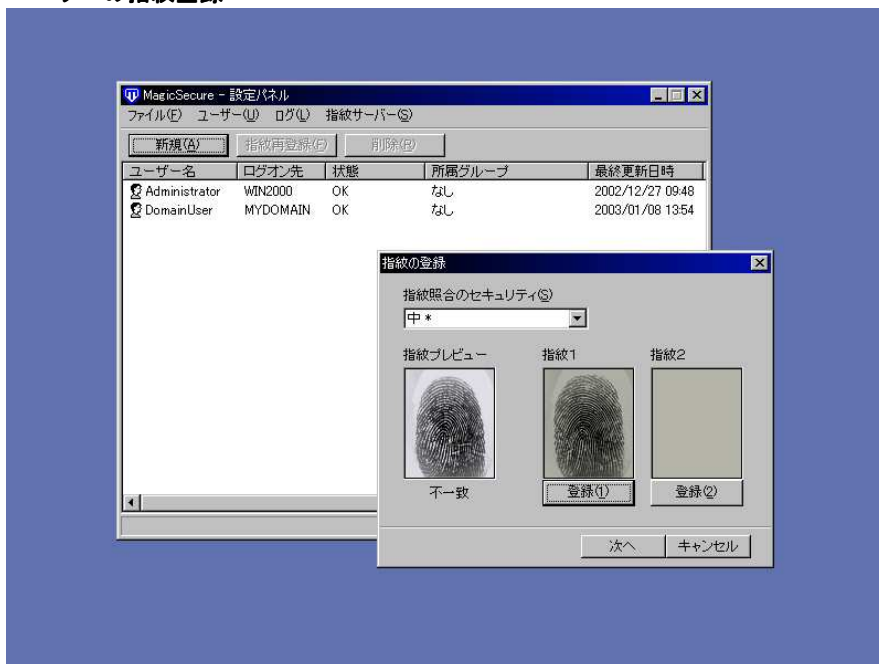 の指紋登録
MagicSecure - 設定パネル
ファイル(F) ユーザー(U) ログ(L) 指紋サーバー(S)
新規(A) 指紋再登録(F) 削除(R)
ユーザー名 ログオン先 状態 所属グループ 最終更新日時
Administrator WIN2000 OK なし 2002/12/27 09:48
DomainUser MYDOMAIN OK なし 2003/01/08 13:54
指紋の登録
指紋照合のセキュリティ(S)
中 *
指紋プレビュー 指紋1 指紋2
不一致 登録(1) 登録(2)
次へ キャンセル